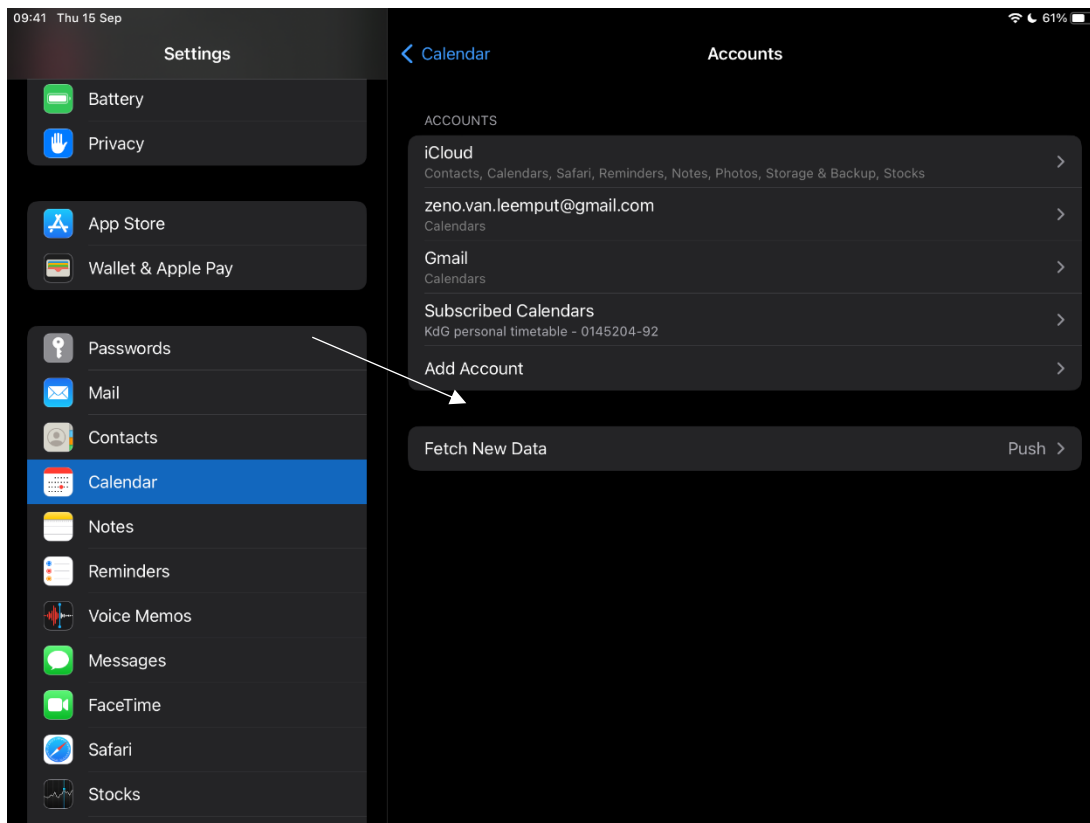 09:41 Thu 15 Sep
61%
Settings
Battery
Privacy
App Store
Wallet & Apple Pay
Passwords
Mail
Contacts
Calendar
Notes
Reminders
Voice Memos
Messages
FaceTime
Safari
Stocks
Calendar
Accounts
ACCOUNTS
iCloud
Contacts, Calendars, Safari, Reminders, Notes, Photos, Storage & Backup, Stocks
zeno.van.leemput@gmail.com
Calendars
Gmail
Calendars
Subscribed Calendars
KdG personal timetable - 0145204-92
Add Account
Fetch New Data Push